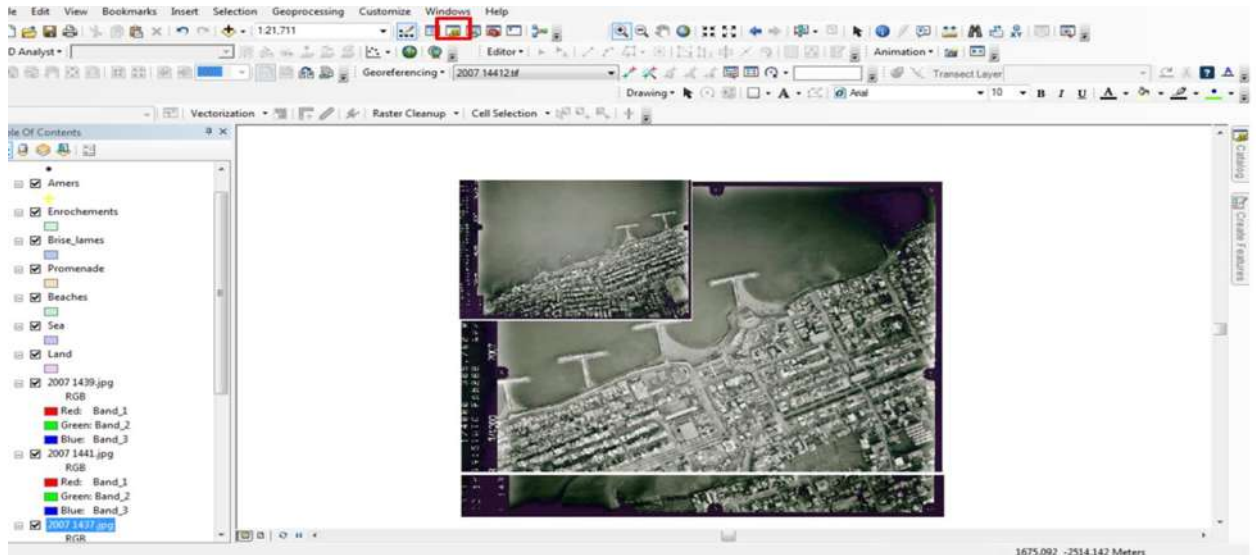 le Edit View Bookmarks Insert Selection Geoprocessing Customize Windows Help
1:21,711
D Analyst Editor Animation
Georeferencing 2007 14412.tif Transect Layer
Drawing A Arial 10 B I U A
Vectorization Raster Cleanup Cell Selection
ble Of Contents
Amers
Enrochements
Brise_lames
Promenade
Beaches
Sea
Land
2007 1439.jpg
RGB
Red: Band_1
Green: Band_2
Blue: Band_3
2007 1441.jpg
RGB
Red: Band_1
Green: Band_2
Blue: Band_3
2007 1437.jpg
RGB
Catalog
Create Features
1675,092 -2514,142 Meters